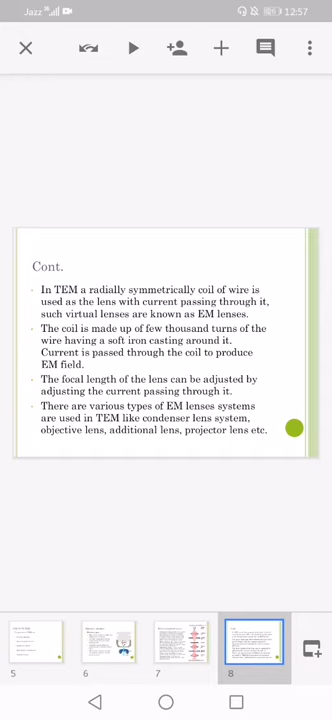 Jazz
12:57
Cont.
In TEM a radially symmetrically coil of wire is
used as the lens with current passing through it,
such virtual lenses are known as EM lenses.
The coil is made up of few thousand turns of the
wire having a soft iron casting around it.
Current is passed through the coil to produce
EM field.
The focal length of the lens can be adjusted by
adjusting the current passing through it.
There are various types of EM lenses systems
are used in TEM like condenser lens system,
objective lens, additional lens, projector lens etc.
5
6
7
8